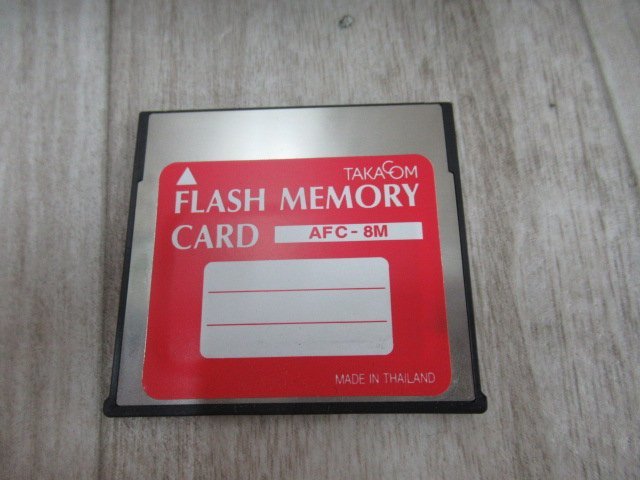 TAKACOM
FLASH MEMORY
CARD AFC-8M
MADE IN THAILAND